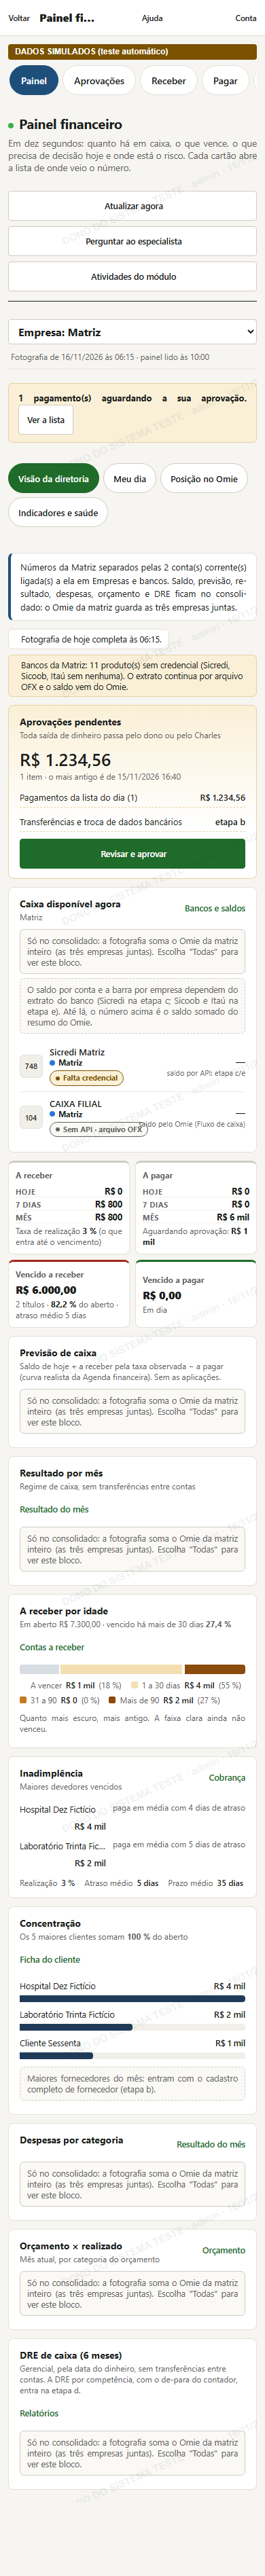 Voltar Painel fi... Ajuda Conta
DADOS SIMULADOS (teste automático)
Painel Aprovações Receber Pagar
Painel financeiro
Em dez segundos: quanto há em caixa, o que vence, o que
precisa de decisão hoje e onde está o risco. Cada cartão abre
a lista de onde veio o número.
Atualizar agora
Perguntar ao especialista
Atividades do módulo
Empresa: Matriz
Fotografia de 16/11/2026 às 06:15 · painel lido às 10:00
1 pagamento(s) aguardando a sua aprovação.
Ver a lista
Visão da diretoria Meu dia Posição no Omie
Indicadores e saúde
Números da Matriz separados pelas 2 conta(s) corrente(s)
ligada(s) a ela em Empresas e bancos. Saldo, previsão, re-
sultado, despesas, orçamento e DRE ficam no consoli-
dado: o Omie da matriz guarda as três empresas juntas.
Fotografia de hoje completa às 06:15.
Bancos da Matriz: 11 produto(s) sem credencial (Sicredi,
Sicoob, Itaú sem nenhuma). O extrato continua por arquivo
OFX e o saldo vem do Omie.
Aprovações pendentes
Toda saída de dinheiro passa pelo dono ou pelo Charles
R$ 1.234,56
1 item · o mais antigo é de 15/11/2026 16:40
Pagamentos da lista do dia (1) R$ 1.234,56
Transferências e troca de dados bancários etapa b
Revisar e aprovar
Caixa disponível agora Bancos e saldos
Matriz
Só no consolidado: a fotografia soma o Omie da matriz
inteiro (as três empresas juntas). Escolha "Todas" para
ver este bloco.
O saldo por conta e a barra por empresa dependem do
extrato do banco (Sicredi na etapa c; Sicoob e Itaú na
etapa e). Até lá, o número acima é o saldo somado do
resumo do Omie.
748 Sicredi Matriz —
Matriz saldo por API: etapa c/e
Falta credencial
104 CAIXA FILIAL —
Matriz saldo pelo Omie (Fluxo de caixa)
Sem API · arquivo OFX
A receber
HOJE R$ 0
7 DIAS R$ 800
MÊS R$ 800
Taxa de realização 3 % (o que
entra até o vencimento)
A pagar
HOJE R$ 0
7 DIAS R$ 0
MÊS R$ 6 mil
Aguardando aprovação: R$ 1
mil
Vencido a receber
R$ 6.000,00
2 títulos · 82,2 % do aberto ·
atraso médio 5 dias
Vencido a pagar
R$ 0,00
Em dia
Previsão de caixa
Saldo de hoje + a receber pela taxa observada − a pagar
(curva realista da Agenda financeira). Sem as aplicações.
Só no consolidado: a fotografia soma o Omie da matriz
inteiro (as três empresas juntas). Escolha "Todas" para
ver este bloco.
Resultado por mês
Regime de caixa, sem transferências entre contas
Resultado do mês
Só no consolidado: a fotografia soma o Omie da matriz
inteiro (as três empresas juntas). Escolha "Todas" para
ver este bloco.
A receber por idade
Em aberto R$ 7.300,00 · vencido há mais de 30 dias 27,4 %
Contas a receber
A vencer R$ 1 mil (18 %) 1 a 30 dias R$ 4 mil (55 %)
31 a 90 R$ 0 (0 %) Mais de 90 R$ 2 mil (27 %)
Quanto mais escuro, mais antigo. A faixa clara ainda não
venceu.
Inadimplência Cobrança
Maiores devedores vencidos
Hospital Dez Fictício paga em média com 4 dias de atraso
R$ 4 mil
Laboratório Trinta Fic... paga em média com 5 dias de atraso
R$ 2 mil
Realização 3 % Atraso médio 5 dias Prazo médio 35 dias
Concentração
Os 5 maiores clientes somam 100 % do aberto
Ficha do cliente
Hospital Dez Fictício R$ 4 mil
Laboratório Trinta Fictício R$ 2 mil
Cliente Sessenta R$ 1 mil
Maiores fornecedores do mês: entram com o cadastro
completo de fornecedor (etapa b).
Despesas por categoria Resultado do mês
Só no consolidado: a fotografia soma o Omie da matriz
inteiro (as três empresas juntas). Escolha "Todas" para
ver este bloco.
Orçamento × realizado Orçamento
Mês atual, por categoria do orçamento
Só no consolidado: a fotografia soma o Omie da matriz
inteiro (as três empresas juntas). Escolha "Todas" para
ver este bloco.
DRE de caixa (6 meses)
Gerencial, pela data do dinheiro, sem transferências entre
contas. A DRE por competência, com o de-para do contador,
entra na etapa d.
Relatórios
Só no consolidado: a fotografia soma o Omie da matriz
inteiro (as três empresas juntas). Escolha "Todas" para
ver este bloco.